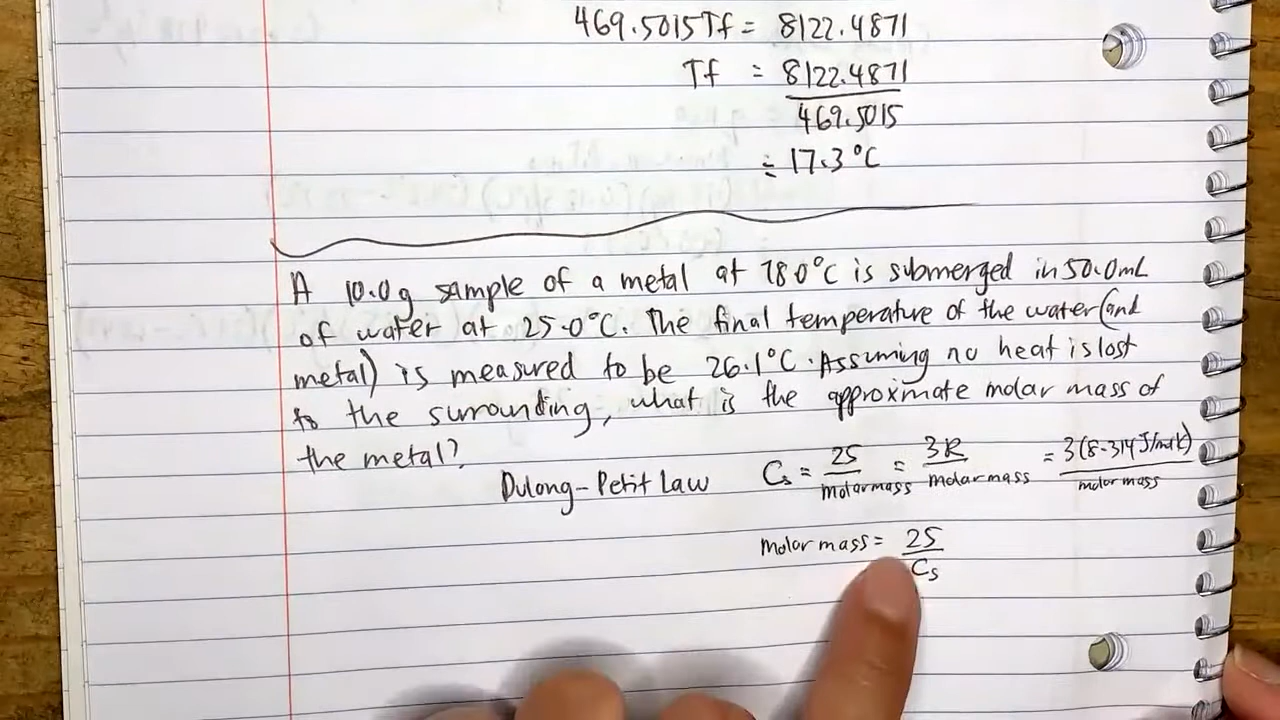 469.5015Tf = 8122.4871
Tf = 8122.4871
469.5015
= 17.3°C
A 10.0g sample of a metal at 78.0°C is submerged in 50.0mL
of water at 25.0°C. The final temperature of the water (and
metal) is measured to be 26.1°C. Assuming no heat is lost
to the surrounding, what is the approximate molar mass of
the metal?
Dulong-Petit Law Cs = 25 / molar mass = 3R / molar mass = 3(8.314 J/mol K) / molar mass
molar mass = 25 / Cs